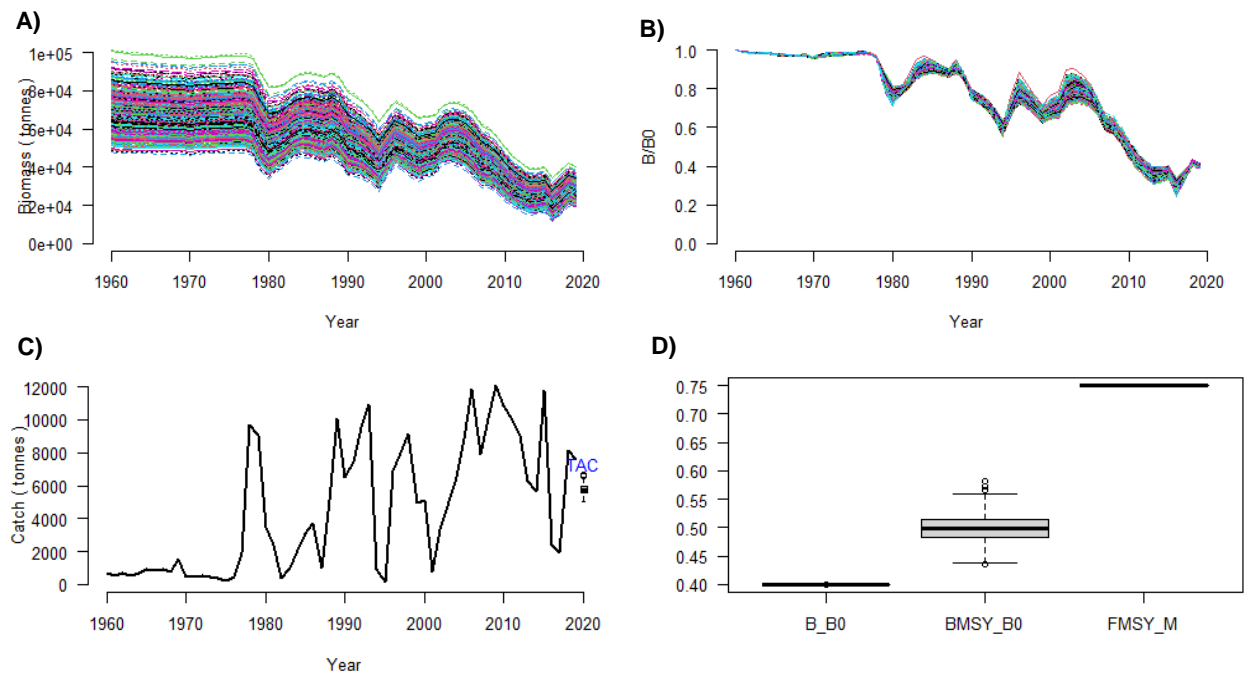 A)
Biomass ( tonnes )
1e+05
8e+04
6e+04
4e+04
2e+04
0e+00
1960 1970 1980 1990 2000 2010 2020
Year
B)
B/B0
1.0
0.8
0.6
0.4
0.2
0.0
1960 1970 1980 1990 2000 2010 2020
Year
C)
Catch ( tonnes )
12000
10000
8000
6000
4000
2000
0
TAC
1960 1970 1980 1990 2000 2010 2020
Year
D)
0.75
0.70
0.65
0.60
0.55
0.50
0.45
0.40
B_B0 BMSY_B0 FMSY_M